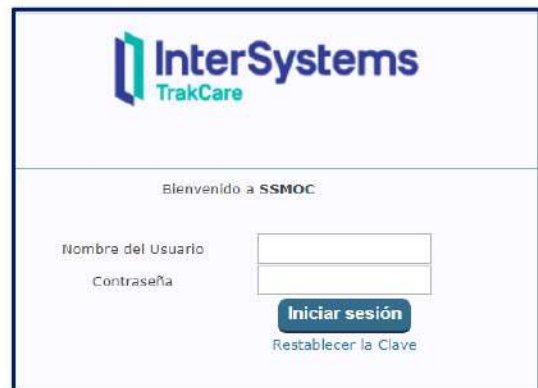 InterSystems
TrakCare
Bienvenido a SSMOC
Nombre del Usuario
Contraseña
Iniciar sesión
Restablecer la Clave